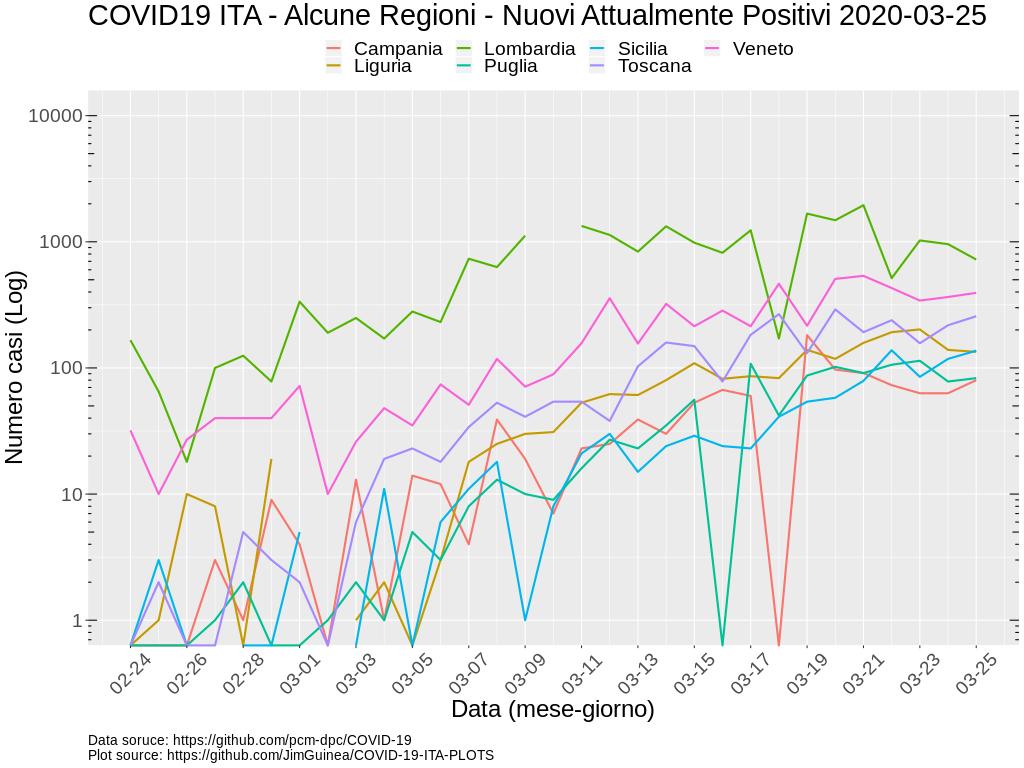 COVID19 ITA - Alcune Regioni - Nuovi Attualmente Positivi 2020-03-25
Campania Lombardia Sicilia Veneto
Liguria Puglia Toscana
Numero casi (Log)
10000
1000
100
10
1
02-24 02-26 02-28 03-01 03-03 03-05 03-07 03-09 03-11 03-13 03-15 03-17 03-19 03-21 03-23 03-25
Data (mese-giorno)
Data soruce: https://github.com/pcm-dpc/COVID-19
Plot source: https://github.com/JimGuinea/COVID-19-ITA-PLOTS